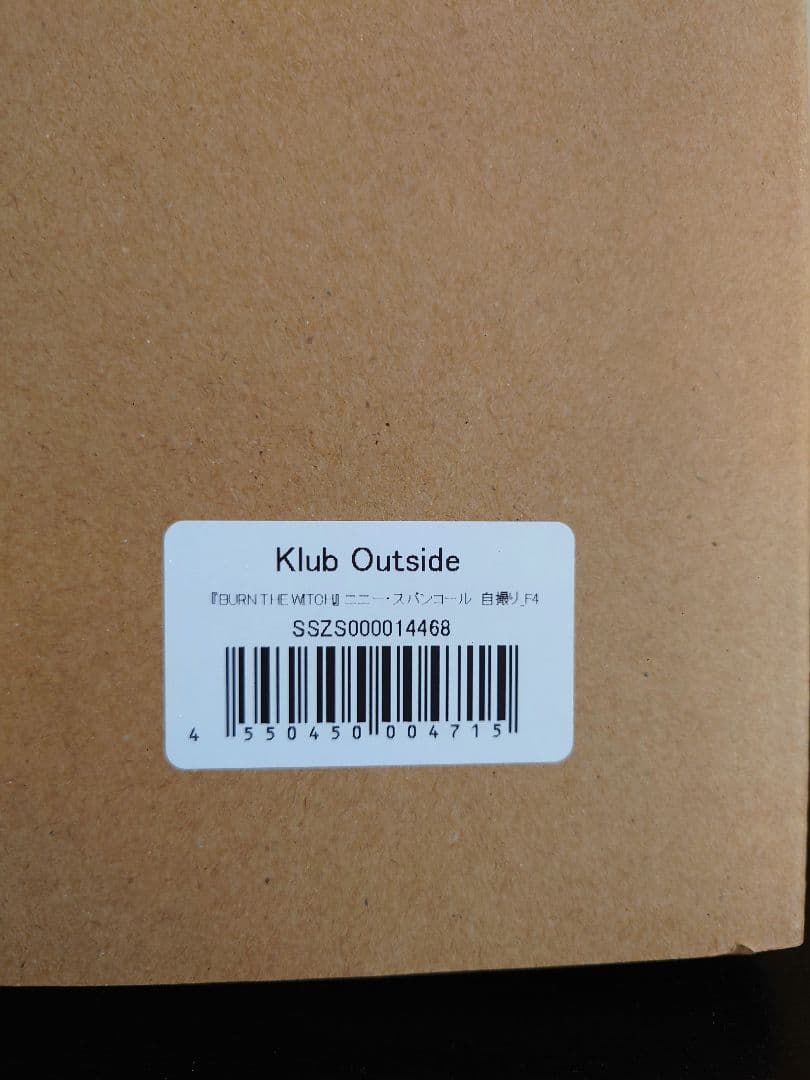 Klub Outside
『BURN THE WITCH』 ニニー・スパンコール 自撮り_F4
SSZS000014468
4 550450 004715